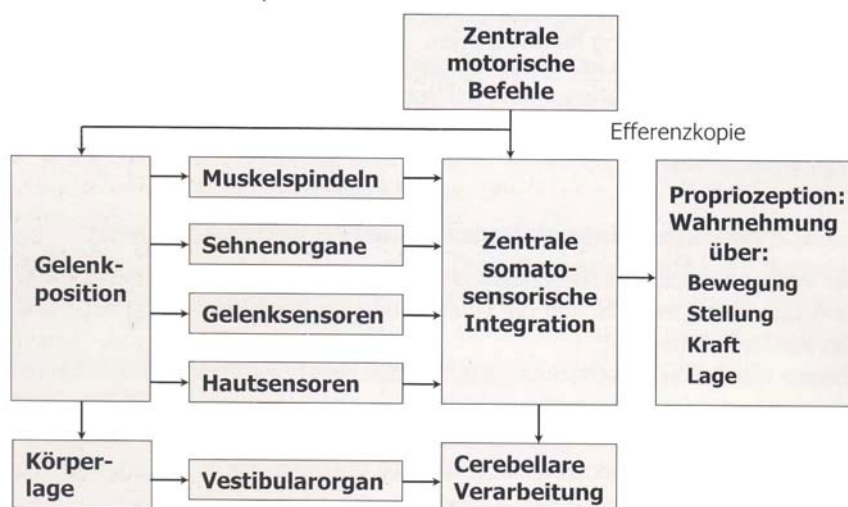 Zentrale
motorische
Befehle
Efferenzkopie
Gelenk-
position
Muskelspindeln
Sehnenorgane
Gelenksensoren
Hautsensoren
Zentrale
somato-
sensorische
Integration
Propriozeption:
Wahrnehmung
über:
Bewegung
Stellung
Kraft
Lage
Körper-
lage
Vestibularorgan
Cerebellare
Verarbeitung